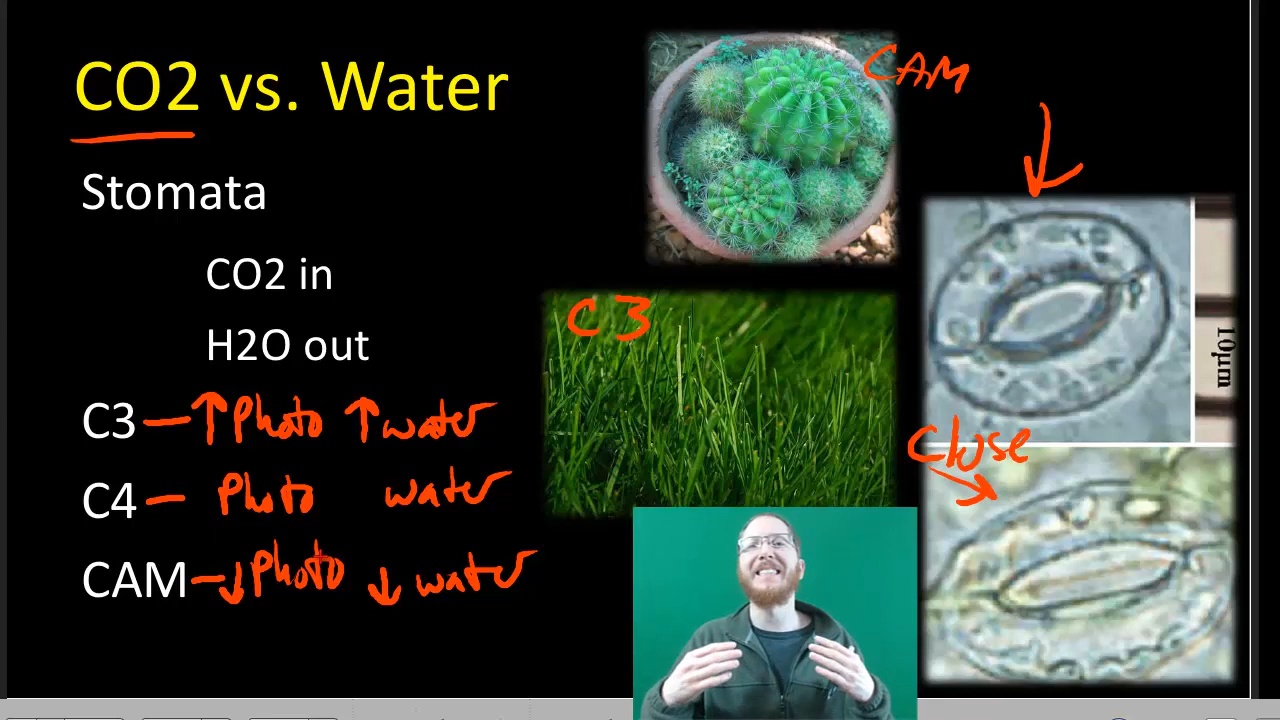 CO2 vs. Water
Stomata
CO2 in
H2O out
C3 – ↑ Photo ↑ water
C4 – Photo water
CAM – ↓ Photo ↓ water
CAM
C3
10µm
Close